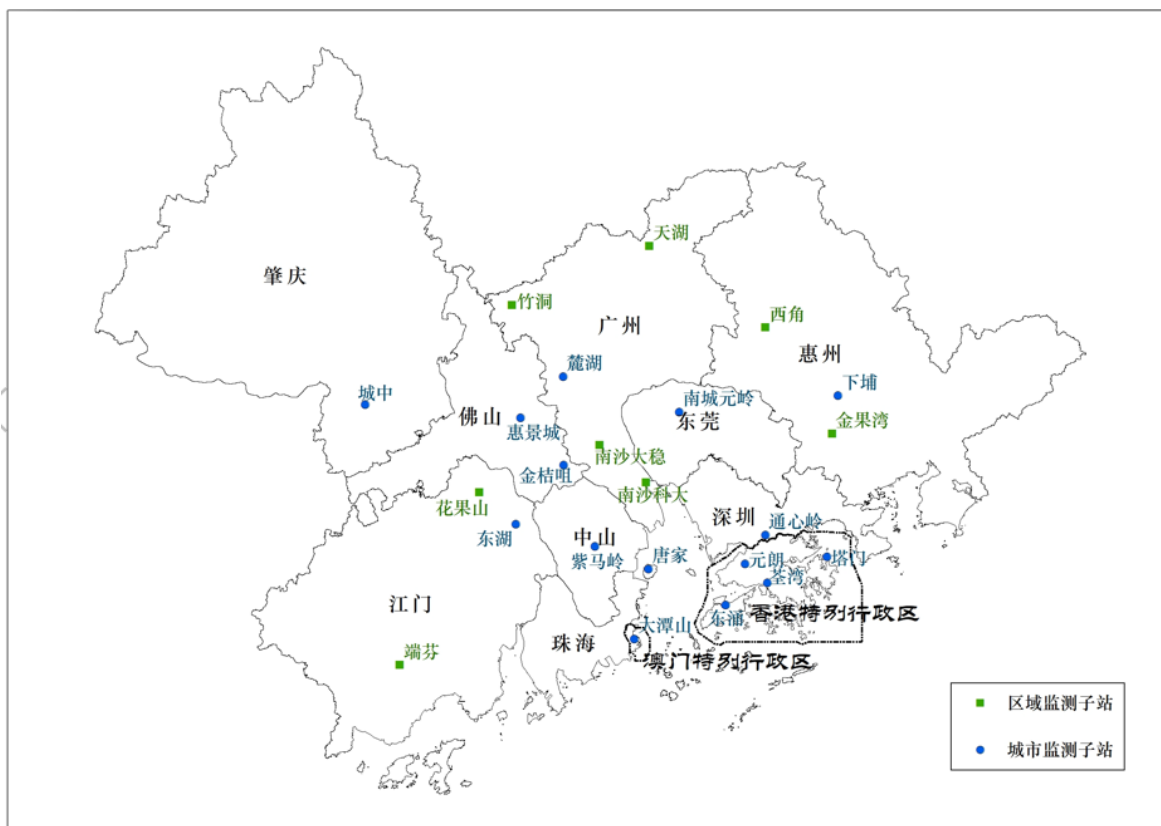 天湖
肇庆
竹洞
广州
西角
惠州
麓湖
城中
下埔
南城元岭
佛山
惠景城
东莞
金果湾
南沙大稳
金桔咀
南沙科大
花果山
深圳
通心岭
东湖
中山
紫马岭
唐家
元朗
塔门
荃湾
江门
东涌
香港特别行政区
珠海
大潭山
端芬
澳门特别行政区
区域监测子站
城市监测子站